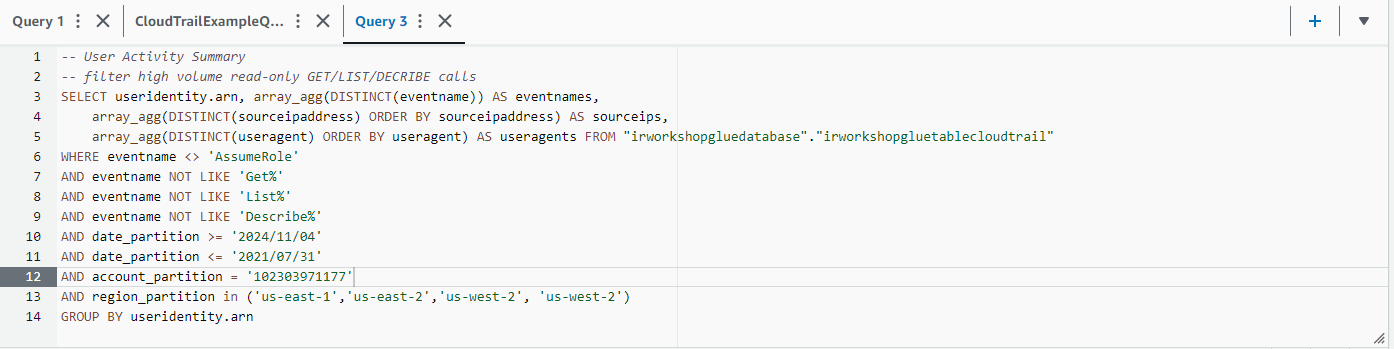 Query 1 CloudTrailExampleQ... Query 3
1 -- User Activity Summary
2 -- filter high volume read-only GET/LIST/DECRIBE calls
3 SELECT useridentity.arn, array_agg(DISTINCT(eventname)) AS eventnames,
4 array_agg(DISTINCT(sourceipaddress) ORDER BY sourceipaddress) AS sourceips,
5 array_agg(DISTINCT(useragent) ORDER BY useragent) AS useragents FROM "irworkshopgluedatabase"."irworkshopgluetablecloudtrail"
6 WHERE eventname <> 'AssumeRole'
7 AND eventname NOT LIKE 'Get%'
8 AND eventname NOT LIKE 'List%'
9 AND eventname NOT LIKE 'Describe%'
10 AND date_partition >= '2024/11/04'
11 AND date_partition <= '2021/07/31'
12 AND account_partition = '102303971177'
13 AND region_partition in ('us-east-1','us-east-2','us-west-2', 'us-west-2')
14 GROUP BY useridentity.arn